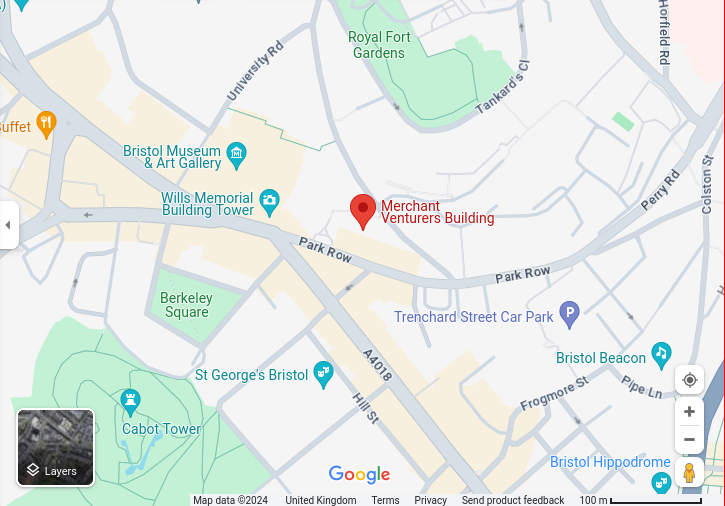 Royal Fort
Gardens
Horfield Rd
University Rd
Tankard's Cl
Buffet
Bristol Museum
& Art Gallery
Colston St
Perry Rd
Wills Memorial
Building Tower
Merchant
Venturers Building
Park Row
Park Row
Berkeley
Square
Trenchard Street Car Park
P
Bristol Beacon
A4018
St George's Bristol
Pipe Ln
Frogmore St
Hill St
Cabot Tower
Layers
Bristol Hippodrome
Google
Map data ©2024 United Kingdom Terms Privacy Send product feedback 100 m